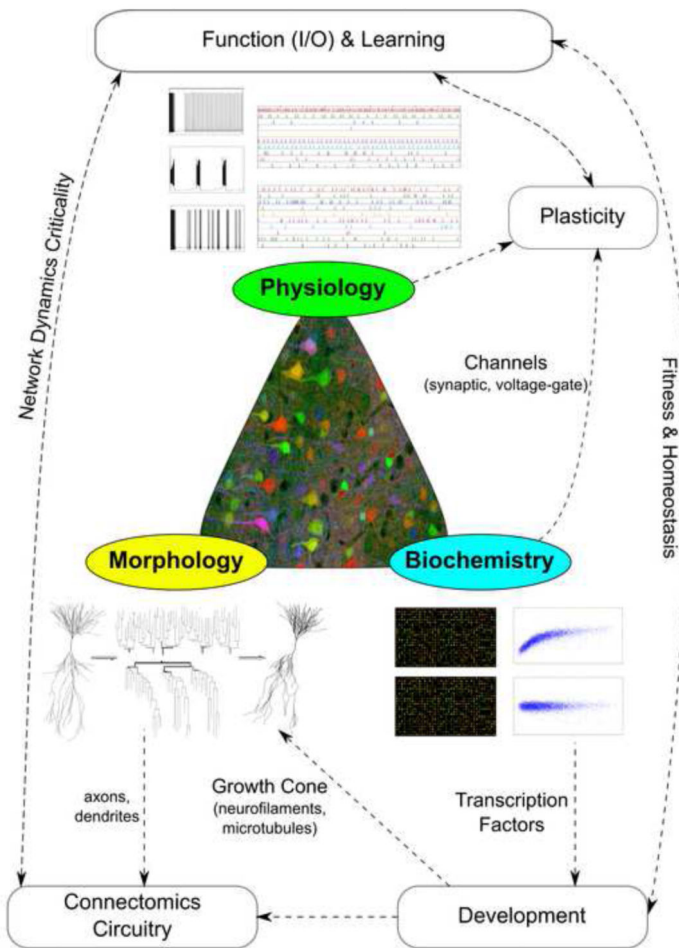 Function (I/O) & Learning
Network Dynamics Criticality
Plasticity
Physiology
Channels
(synaptic, voltage-gate)
Fitness & Homeostasis
Morphology
Biochemistry
axons,
dendrites
Growth Cone
(neurofilaments,
microtubules)
Transcription
Factors
Connectomics
Circuitry
Development